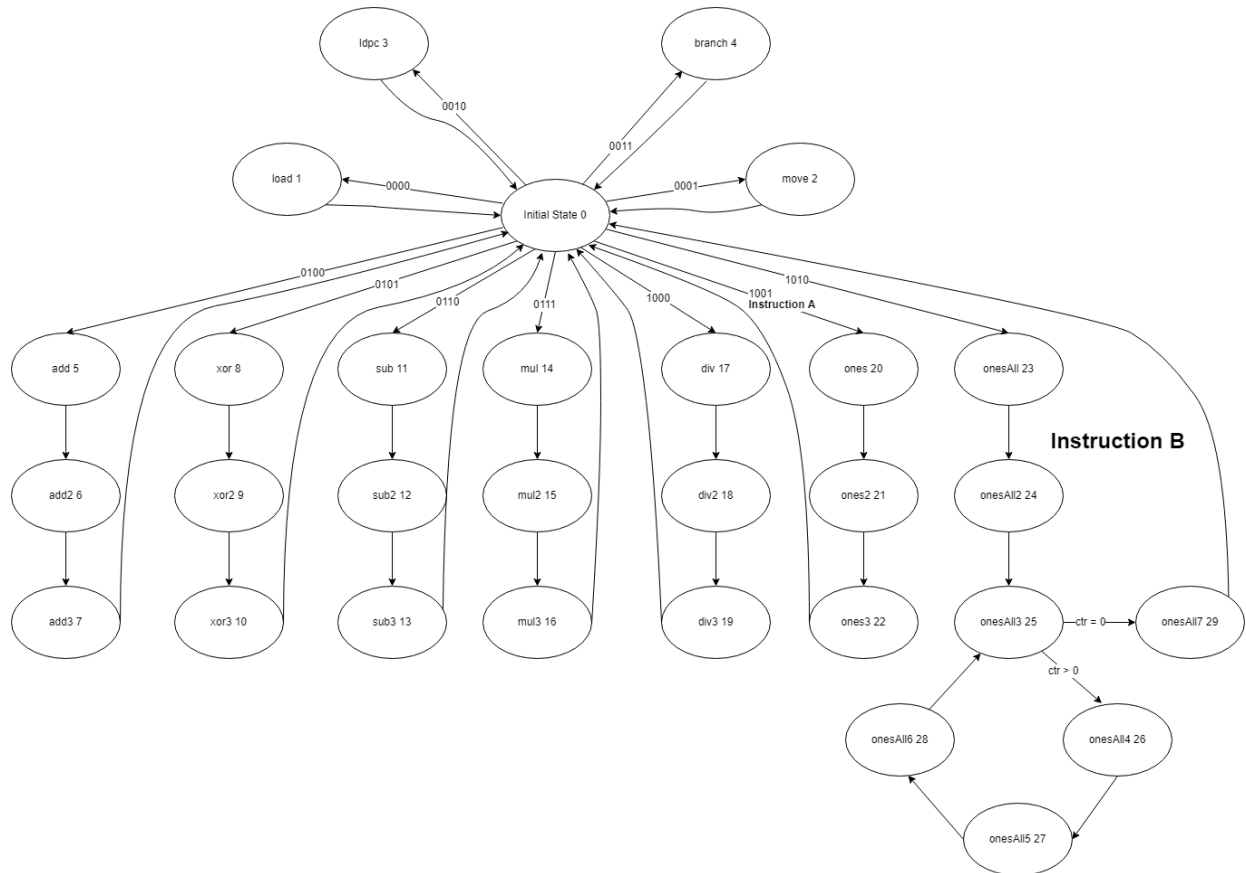 ldpc 3
branch 4
0010
0011
load 1
0000
0001
move 2
Initial State 0
0100
0101
0110
0111
1000
1001
Instruction A
1010
add 5
xor 8
sub 11
mul 14
div 17
ones 20
onesAll 23
Instruction B
add2 6
xor2 9
sub2 12
mul2 15
div2 18
ones2 21
onesAll2 24
add3 7
xor3 10
sub3 13
mul3 16
div3 19
ones3 22
onesAll3 25
ctr = 0
onesAll7 29
ctr > 0
onesAll6 28
onesAll4 26
onesAll5 27